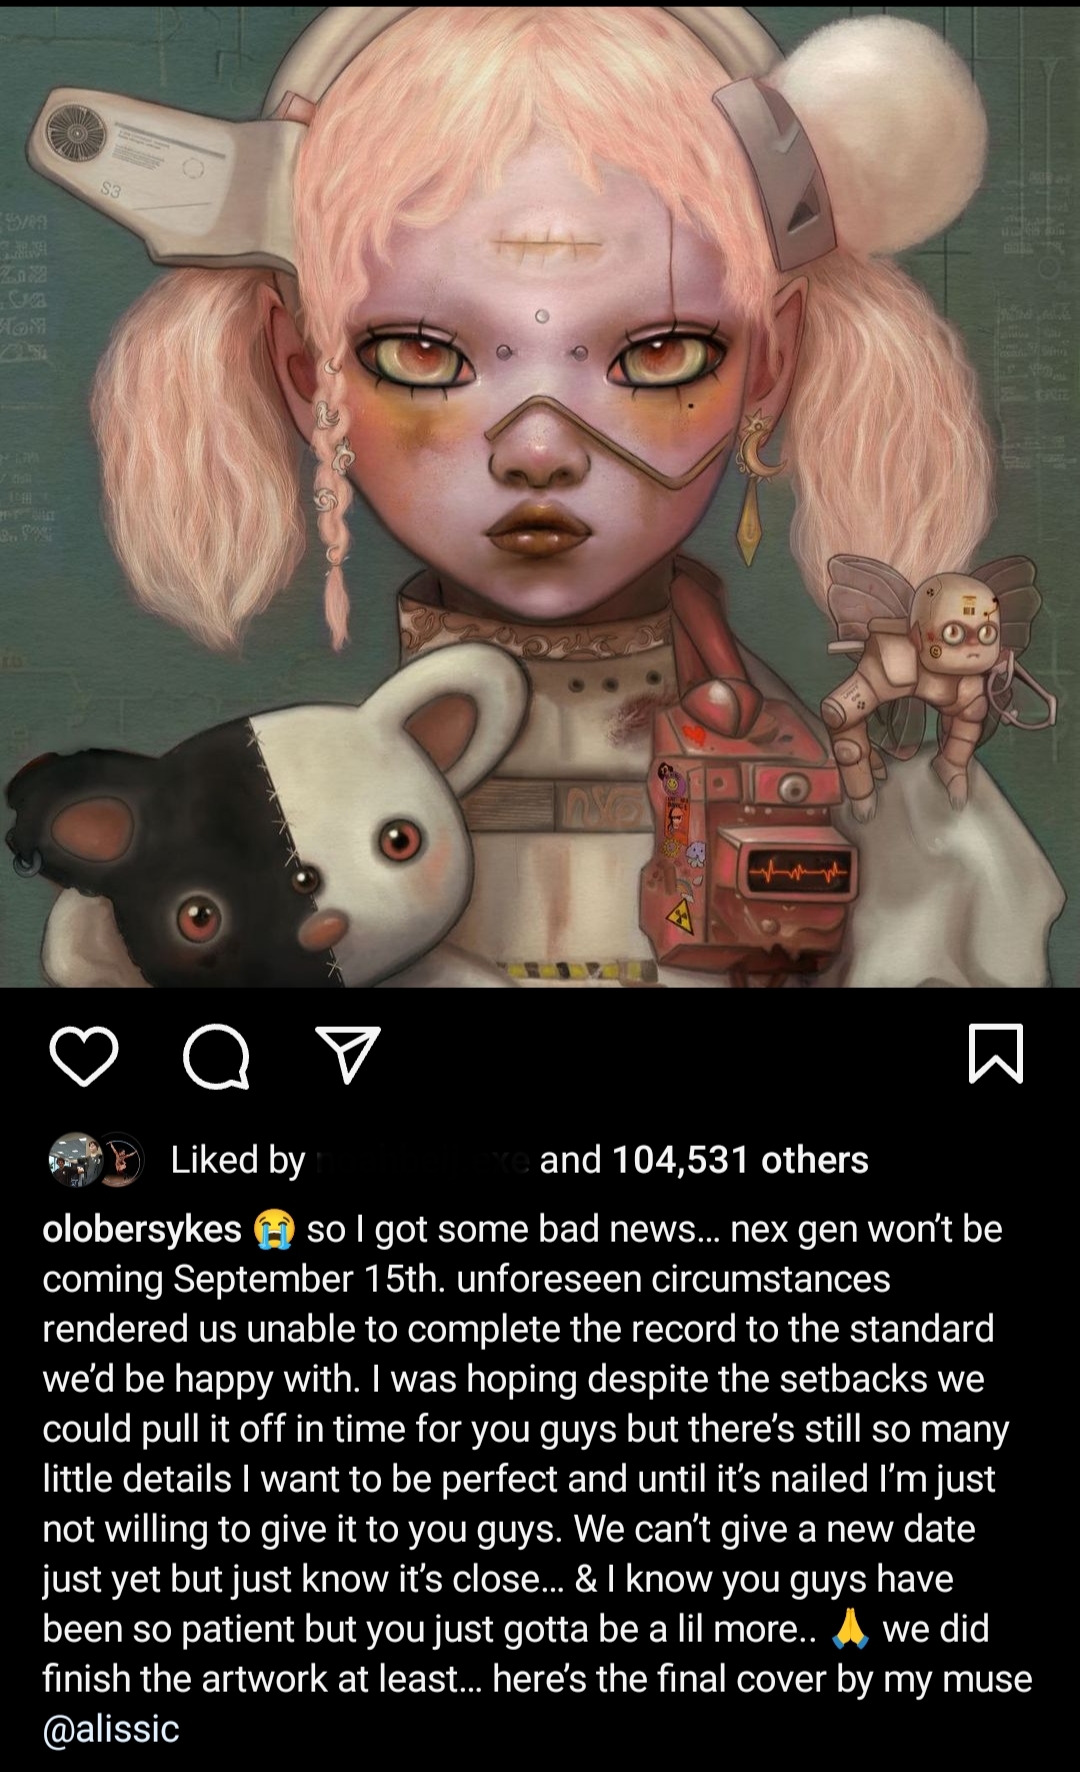 S3
Liked by and 104,531 others
olobersykes 😭 so I got some bad news... nex gen won't be
coming September 15th. unforeseen circumstances
rendered us unable to complete the record to the standard
we'd be happy with. I was hoping despite the setbacks we
could pull it off in time for you guys but there's still so many
little details I want to be perfect and until it's nailed I'm just
not willing to give it to you guys. We can't give a new date
just yet but just know it's close... & I know you guys have
been so patient but you just gotta be a lil more.. 🙏 we did
finish the artwork at least... here's the final cover by my muse
@alissic